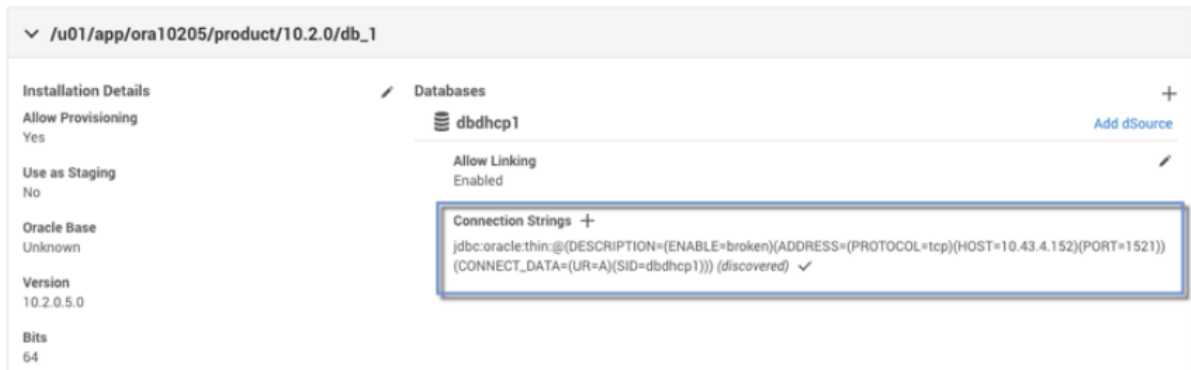 /u01/app/ora10205/product/10.2.0/db_1
Installation Details
Allow Provisioning
Yes
Use as Staging
No
Oracle Base
Unknown
Version
10.2.0.5.0
Bits
64
Databases
dbdhcp1
Add dSource
Allow Linking
Enabled
Connection Strings
jdbc:oracle:thin:@(DESCRIPTION=(ENABLE=broken)(ADDRESS=(PROTOCOL=tcp)(HOST=10.43.4.152)(PORT=1521))
(CONNECT_DATA=(UR=A)(SID=dbdhcp1))) (discovered)